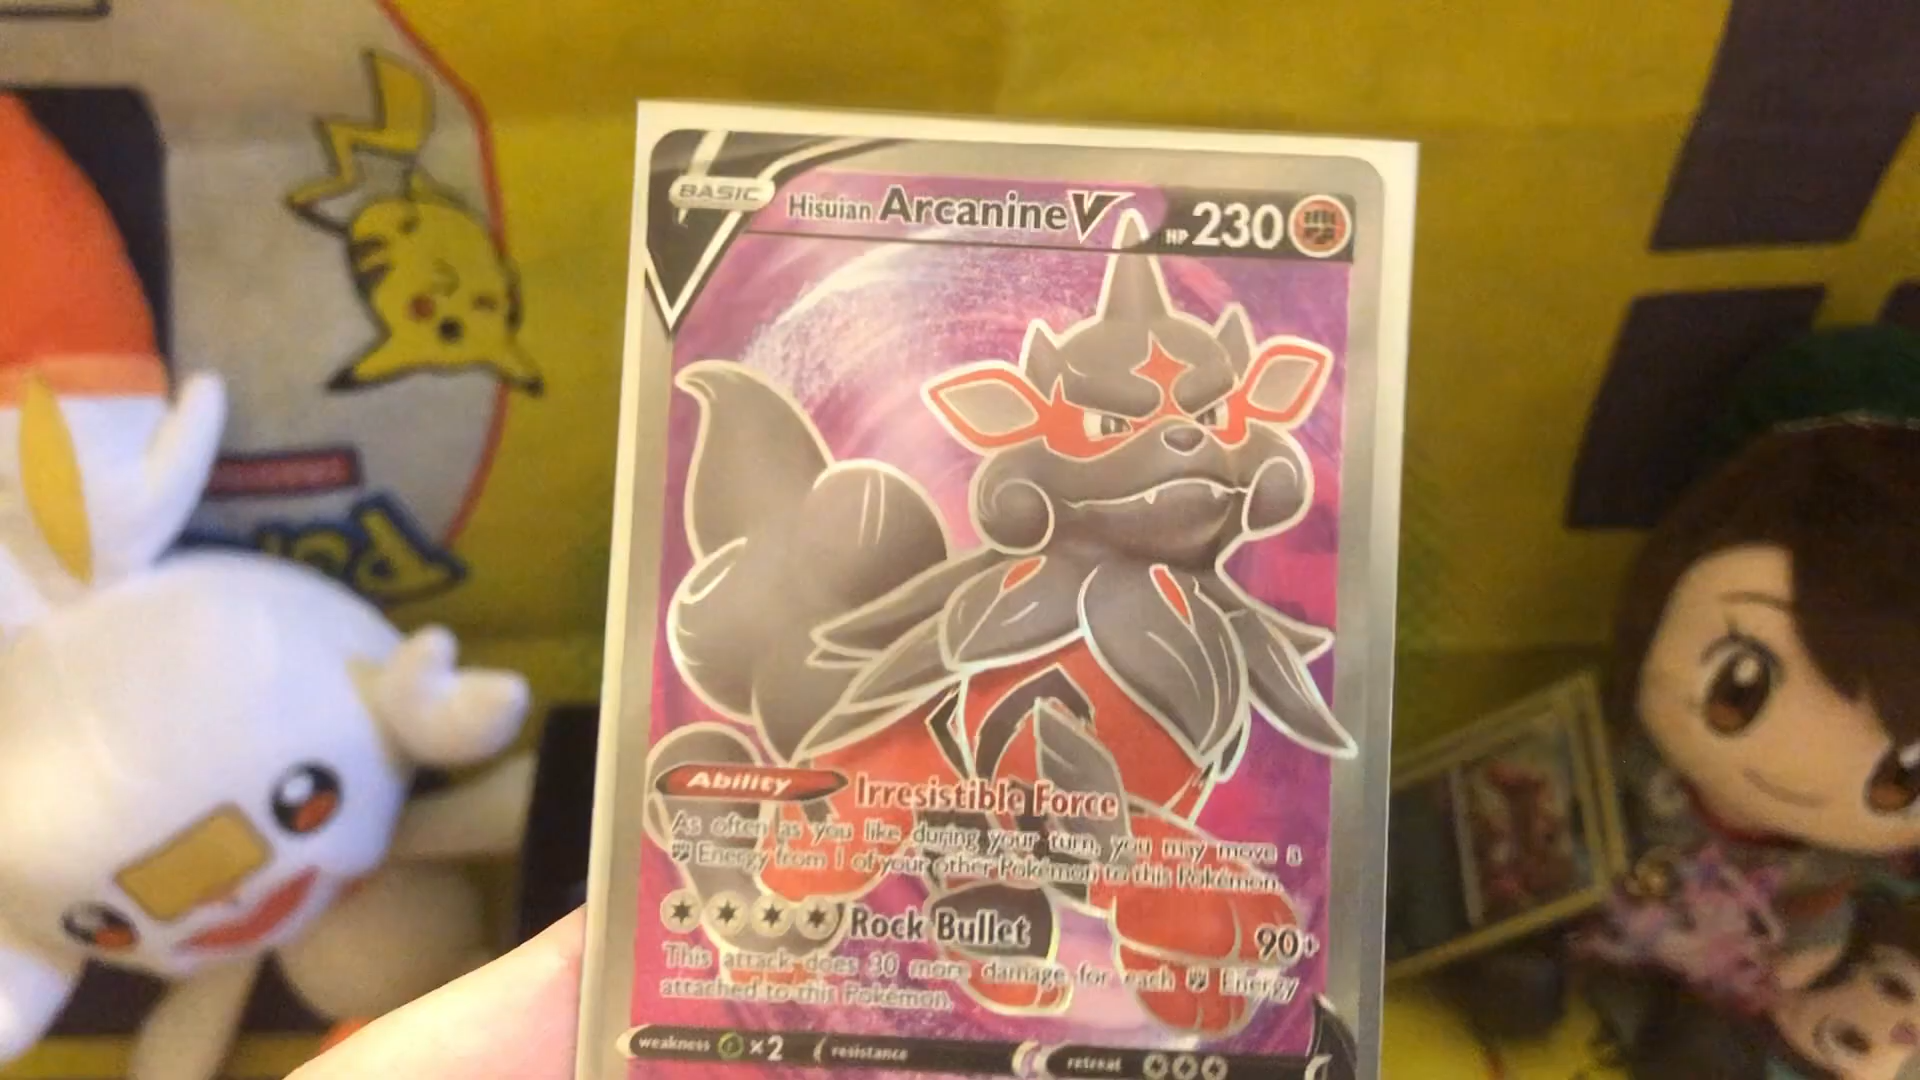 BASIC Hisuian Arcanine V HP 230
Ability Irresistible Force
As often as you like during your turn, you may move a
Energy from 1 of your other Pokémon to this Pokémon.
Rock Bullet 90+
This attack does 30 more damage for each Energy
attached to this Pokémon.
weakness ×2 resistance retreat